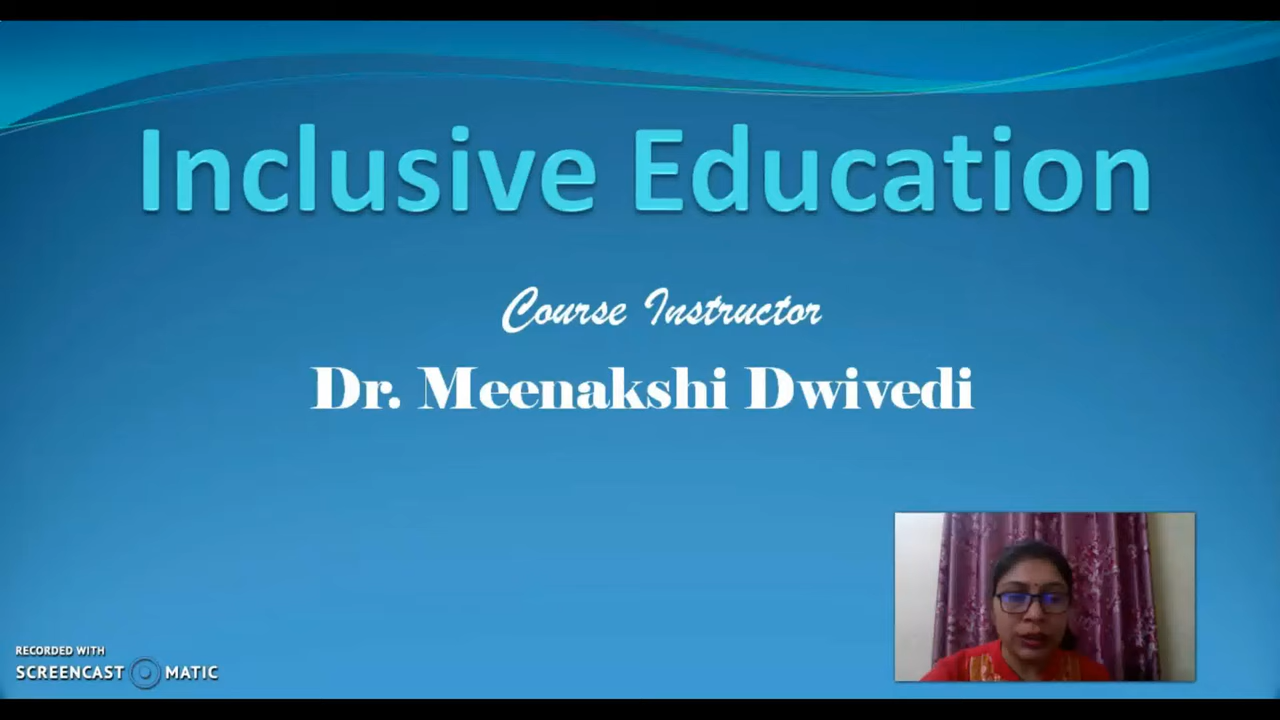 Inclusive Education
Course Instructor
Dr. Meenakshi Dwivedi
RECORDED WITH
SCREENCAST MATIC